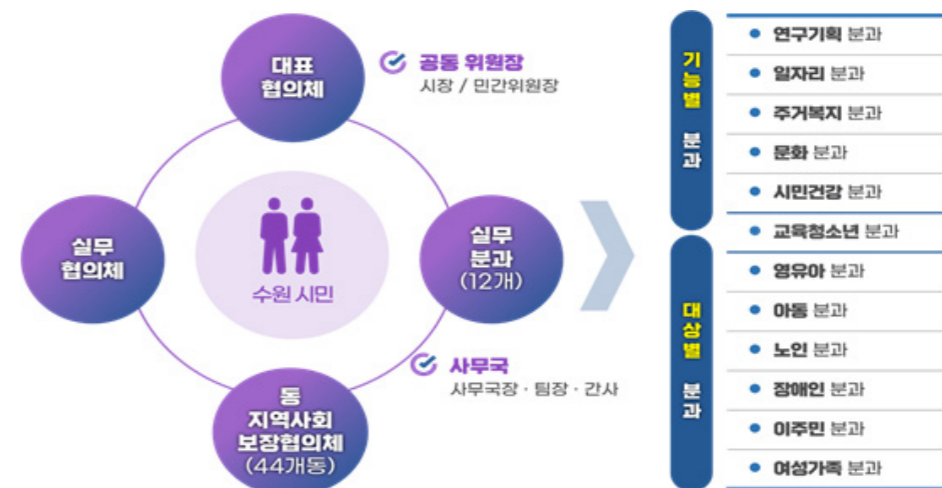 대표
협의체
공동 위원장
시장 / 민간위원장
실무
협의체
수원 시민
실무
분과
(12개)
사무국
사무국장 · 팀장 · 간사
동
지역사회
보장협의체
(44개동)
기능별 분과
연구기획 분과
일자리 분과
주거복지 분과
문화 분과
시민건강 분과
교육청소년 분과
대상별 분과
영유아 분과
아동 분과
노인 분과
장애인 분과
이주민 분과
여성가족 분과